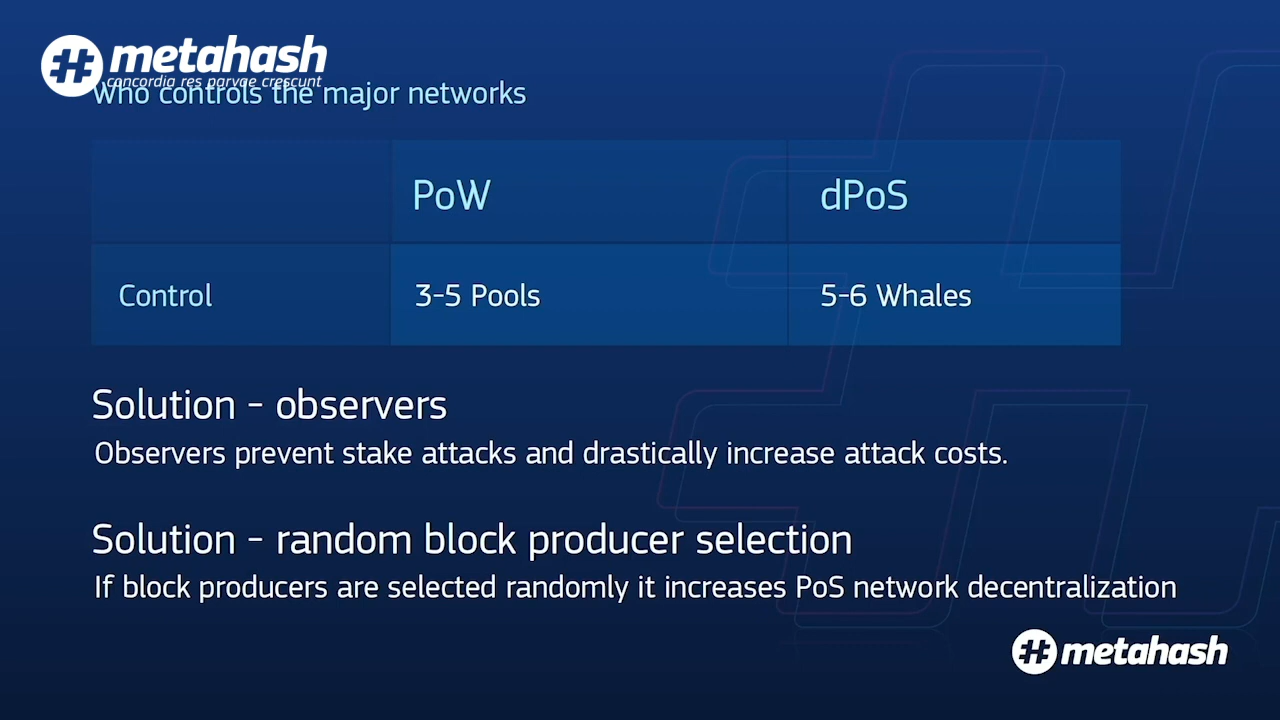 metahash
concordia res parvae crescunt
Who controls the major networks
PoW dPoS
Control 3-5 Pools 5-6 Whales
Solution - observers
Observers prevent stake attacks and drastically increase attack costs.
Solution - random block producer selection
If block producers are selected randomly it increases PoS network decentralization
metahash